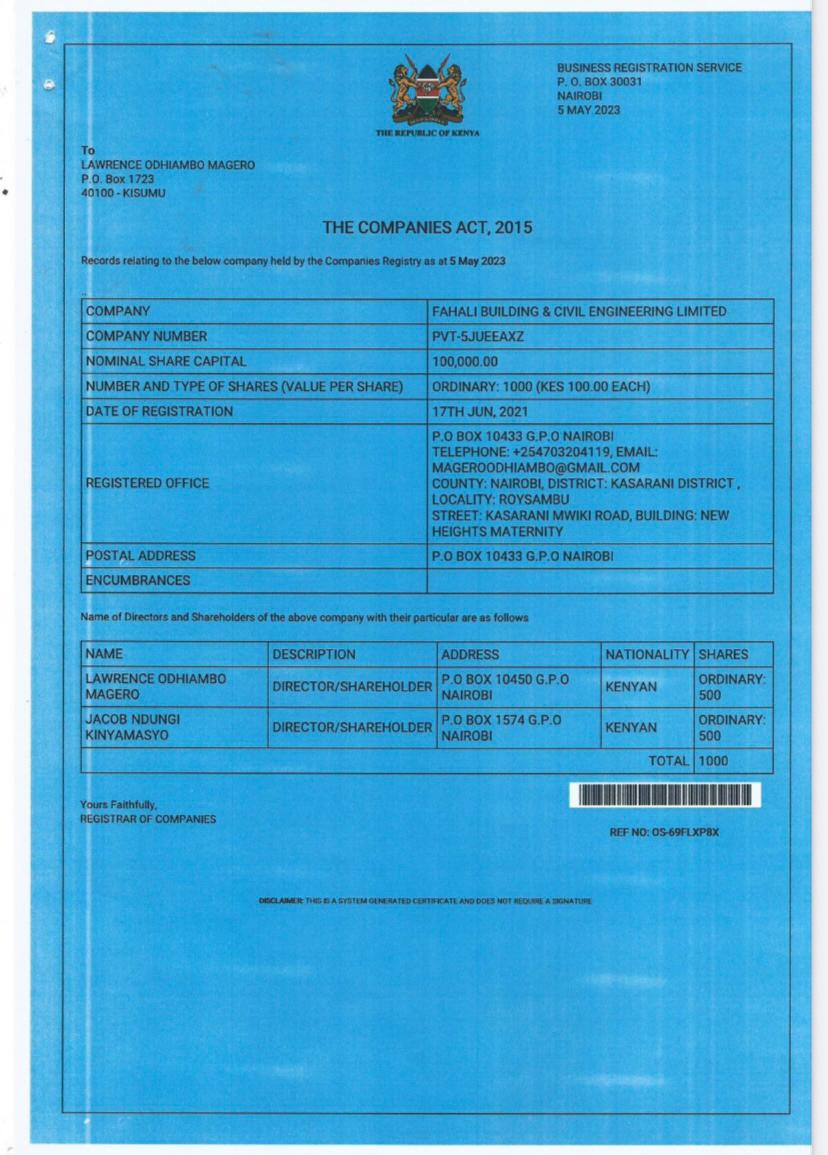 BUSINESS REGISTRATION SERVICE
P. O. BOX 30031
NAIROBI
5 MAY 2023
THE REPUBLIC OF KENYA
To
LAWRENCE ODHIAMBO MAGERO
P.O. Box 1723
40100 - KISUMU
THE COMPANIES ACT, 2015
Records relating to the below company held by the Companies Registry as at 5 May 2023
COMPANY FAHALI BUILDING & CIVIL ENGINEERING LIMITED
COMPANY NUMBER PVT-5JUEEAXZ
NOMINAL SHARE CAPITAL 100,000.00
NUMBER AND TYPE OF SHARES (VALUE PER SHARE) ORDINARY: 1000 (KES 100.00 EACH)
DATE OF REGISTRATION 17TH JUN, 2021
REGISTERED OFFICE
P.O BOX 10433 G.P.O NAIROBI
TELEPHONE: +254703204119, EMAIL:
MAGEROODHIAMBO@GMAIL.COM
COUNTY: NAIROBI, DISTRICT: KASARANI DISTRICT ,
LOCALITY: ROYSAMBU
STREET: KASARANI MWIKI ROAD, BUILDING: NEW
HEIGHTS MATERNITY
POSTAL ADDRESS P.O BOX 10433 G.P.O NAIROBI
ENCUMBRANCES
Name of Directors and Shareholders of the above company with their particular are as follows
NAME DESCRIPTION ADDRESS NATIONALITY SHARES
LAWRENCE ODHIAMBO MAGERO DIRECTOR/SHAREHOLDER P.O BOX 10450 G.P.O NAIROBI KENYAN ORDINARY: 500
JACOB NDUNGI KINYAMASYO DIRECTOR/SHAREHOLDER P.O BOX 1574 G.P.O NAIROBI KENYAN ORDINARY: 500
TOTAL 1000
Yours Faithfully,
REGISTRAR OF COMPANIES
REF NO: OS-69FLXP8X
DISCLAIMER: THIS IS A SYSTEM GENERATED CERTIFICATE AND DOES NOT REQUIRE A SIGNATURE